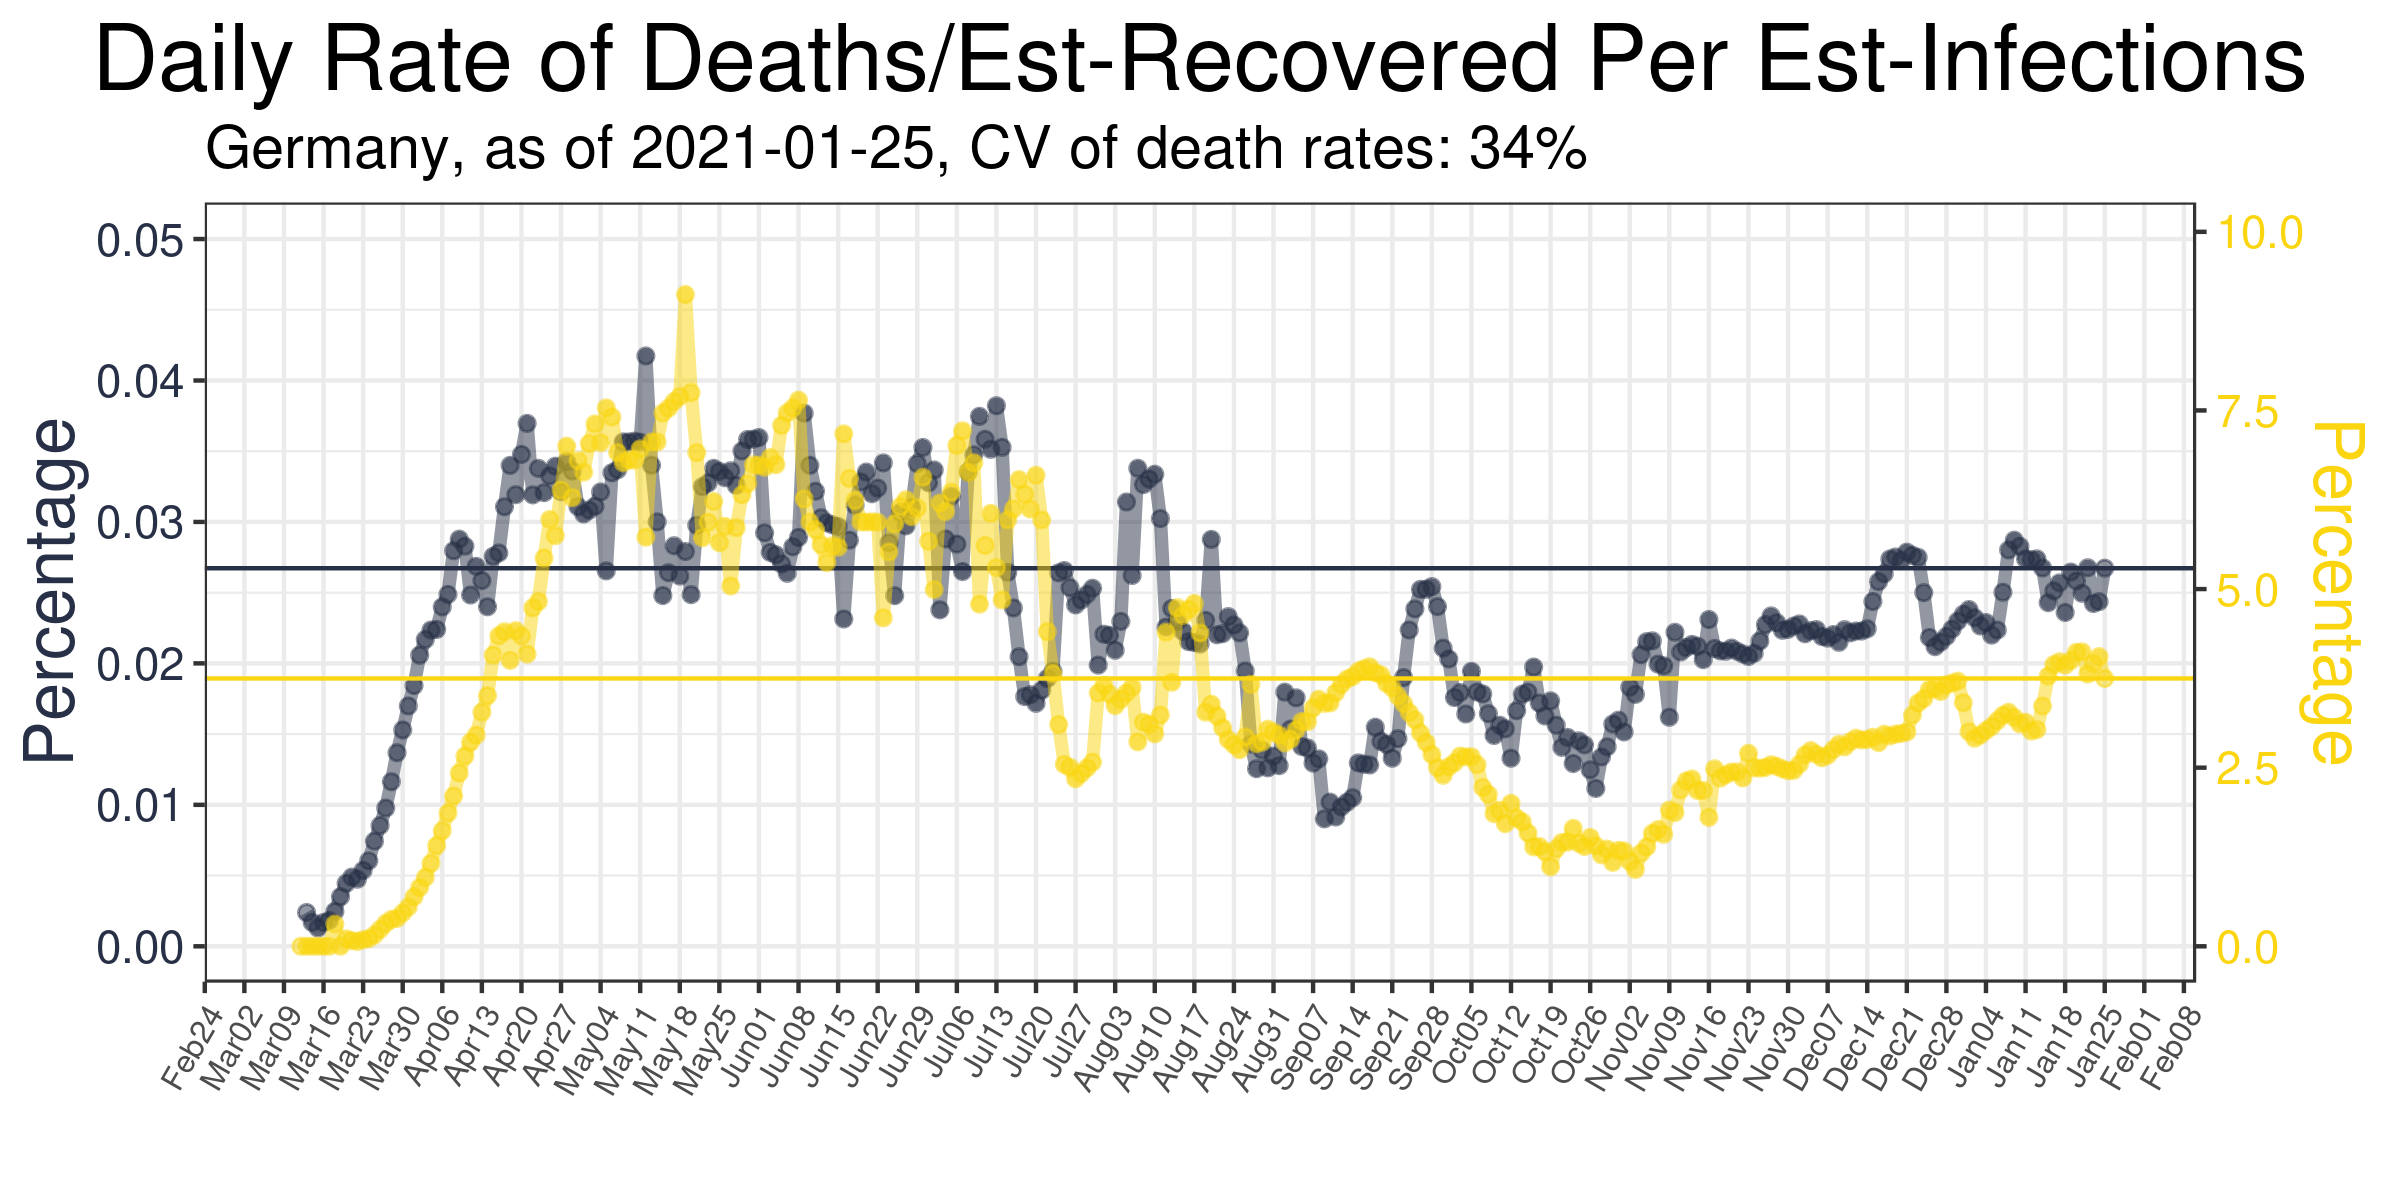 Daily Rate of Deaths/Est-Recovered Per Est-Infections
Germany, as of 2021-01-25, CV of death rates: 34%
Percentage
0.05
0.04
0.03
0.02
0.01
0.00
10.0
7.5
5.0
2.5
0.0
Percentage
Feb24
Mar02
Mar09
Mar16
Mar23
Mar30
Apr06
Apr13
Apr20
Apr27
May04
May11
May18
May25
Jun01
Jun08
Jun15
Jun22
Jun29
Jul06
Jul13
Jul20
Jul27
Aug03
Aug10
Aug17
Aug24
Aug31
Sep07
Sep14
Sep21
Sep28
Oct05
Oct12
Oct19
Oct26
Nov02
Nov09
Nov16
Nov23
Nov30
Dec07
Dec14
Dec21
Dec28
Jan04
Jan11
Jan18
Jan25
Feb01
Feb08